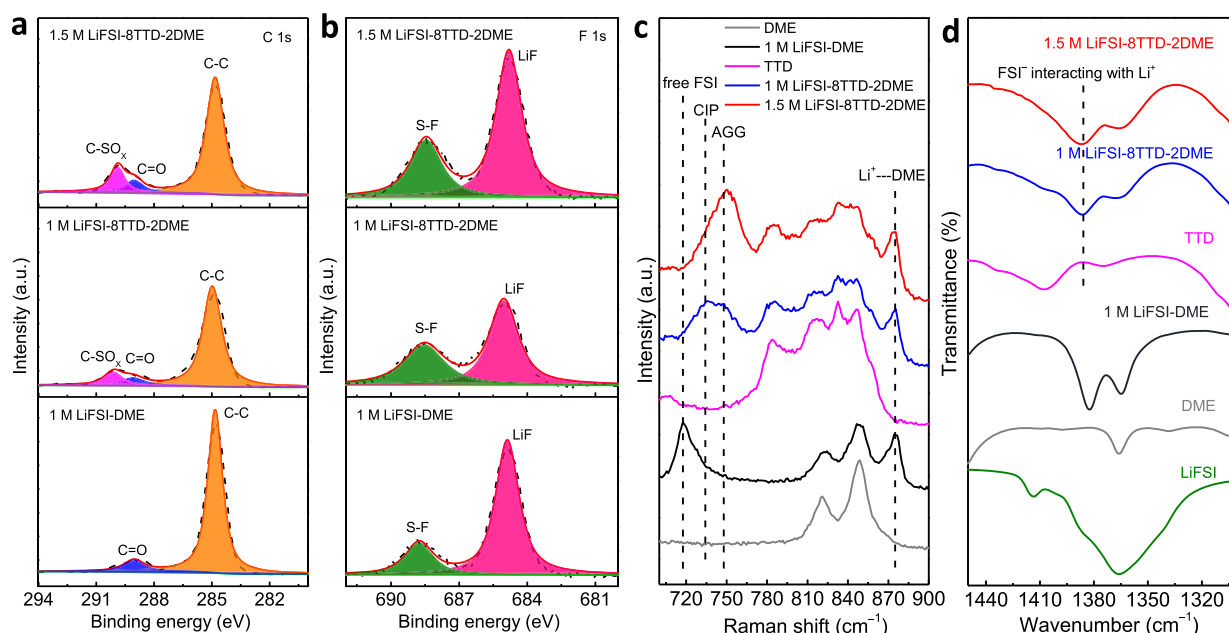 a
1.5 M LiFSI-8TTD-2DME
C 1s
C-C
C-SOₓ
C=O
1 M LiFSI-8TTD-2DME
C-C
C-SOₓ
C=O
1 M LiFSI-DME
C-C
C=O
Intensity (a.u.)
294 291 288 285 282
Binding energy (eV)
b
1.5 M LiFSI-8TTD-2DME
F 1s
LiF
S-F
1 M LiFSI-8TTD-2DME
LiF
S-F
1 M LiFSI-DME
LiF
S-F
Intensity (a.u.)
690 687 684 681
Binding energy (eV)
c
DME
1 M LiFSI-DME
TTD
1 M LiFSI-8TTD-2DME
1.5 M LiFSI-8TTD-2DME
free FSI
CIP
AGG
Li⁺---DME
Intensity (a.u.)
720 750 780 810 840 870 900
Raman shift (cm⁻¹)
d
1.5 M LiFSI-8TTD-2DME
FSI⁻ interacting with Li⁺
1 M LiFSI-8TTD-2DME
TTD
1 M LiFSI-DME
DME
LiFSI
Transmittance (%)
1440 1410 1380 1350 1320
Wavenumber (cm⁻¹)